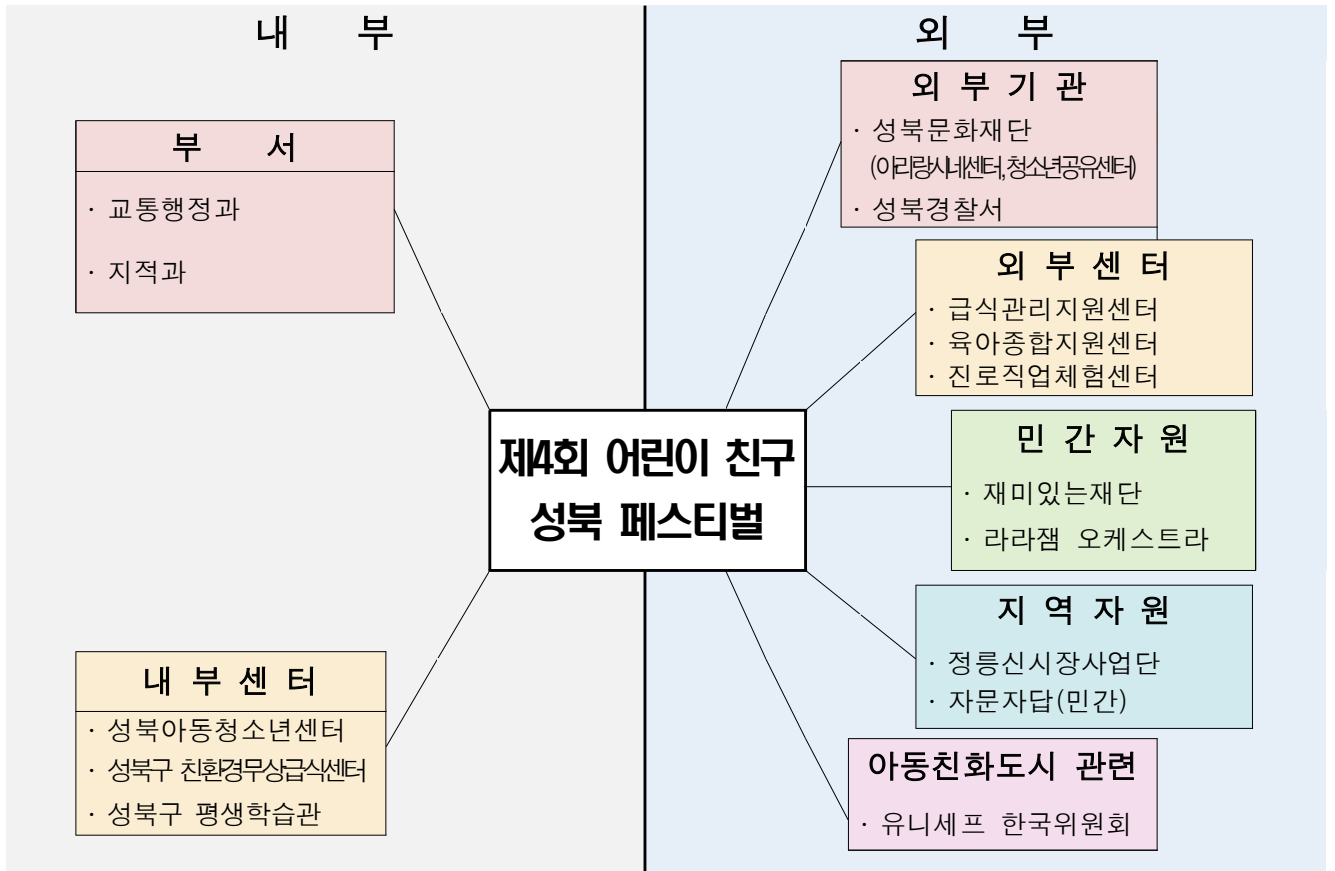 내 부
부 서
· 교통행정과
· 지적과
내 부 센 터
· 성북아동청소년센터
· 성북구 친환경무상급식센터
· 성북구 평생학습관
제4회 어린이 친구
성북 페스티벌
외 부
외 부 기 관
· 성북문화재단
(아리랑시네센터, 청소년공유센터)
· 성북경찰서
외 부 센 터
· 급식관리지원센터
· 육아종합지원센터
· 진로직업체험센터
민 간 자 원
· 재미있는재단
· 라라잼 오케스트라
지 역 자 원
· 정릉신시장사업단
· 자문자답(민간)
아동친화도시 관련
· 유니세프 한국위원회